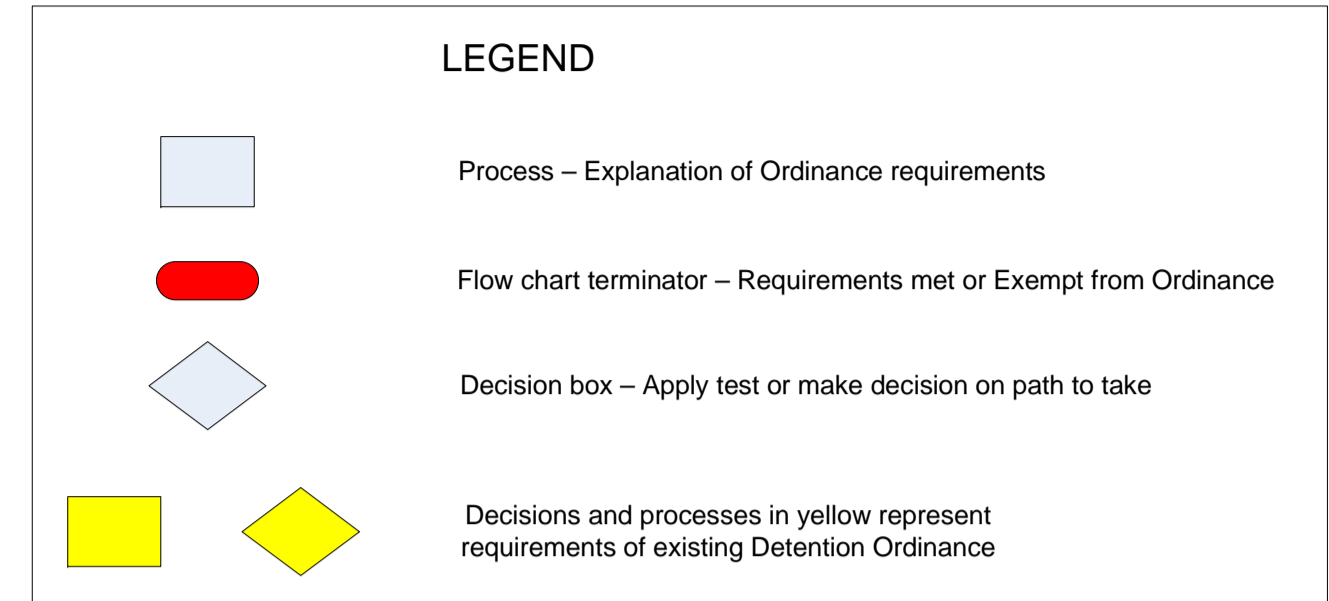 LEGEND
Process – Explanation of Ordinance requirements
Flow chart terminator – Requirements met or Exempt from Ordinance
Decision box – Apply test or make decision on path to take
Decisions and processes in yellow represent
requirements of existing Detention Ordinance